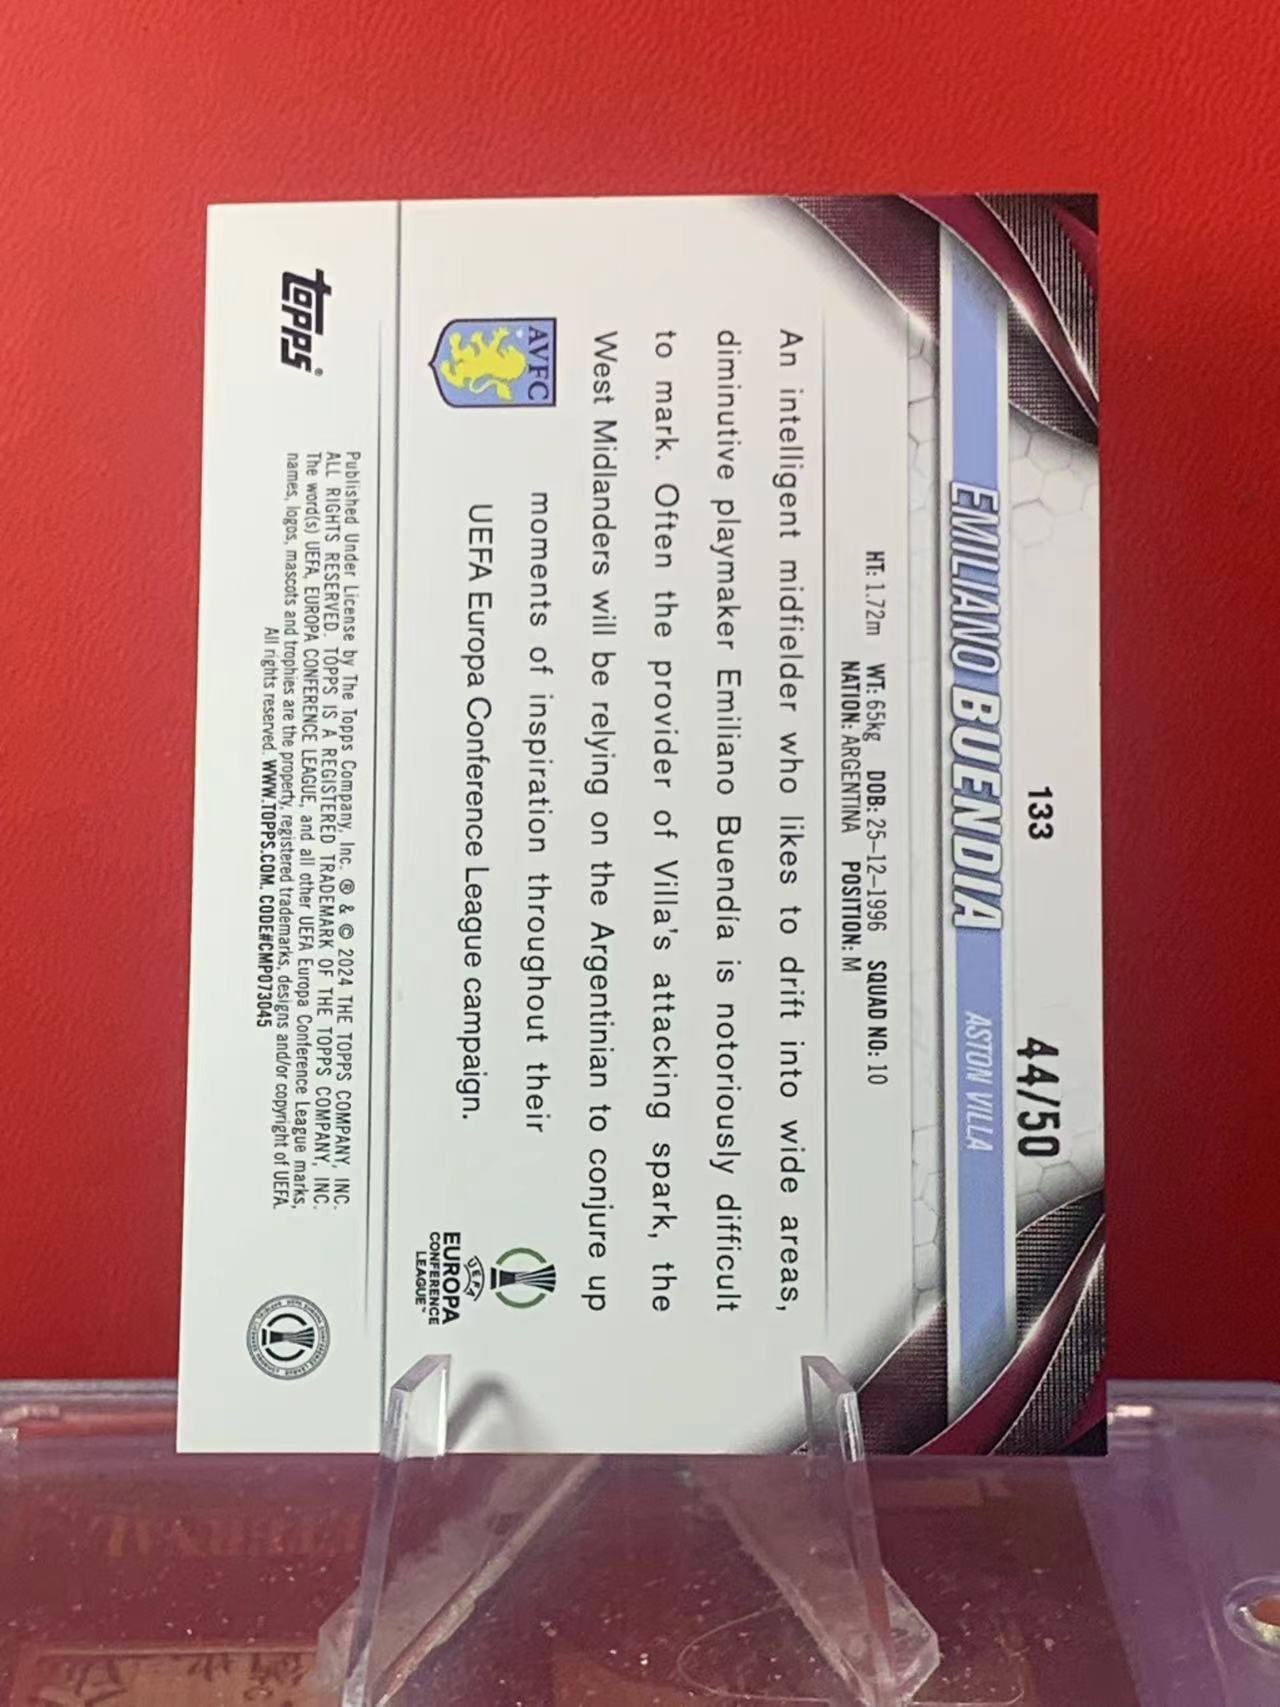 133
44/50
EMILIANO BUENDIA ASTON VILLA
HT: 1.72m WT: 65kg DOB: 25-12-1996 SQUAD NO: 10
NATION: ARGENTINA POSITION: M
An intelligent midfielder who likes to drift into wide areas,
diminutive playmaker Emiliano Buendía is notoriously difficult
to mark. Often the provider of Villa's attacking spark, the
West Midlanders will be relying on the Argentinian to conjure up
moments of inspiration throughout their
UEFA Europa Conference League campaign.
AVFC
UEFA
EUROPA
CONFERENCE
LEAGUE™
topps®
Published Under License by The Topps Company, Inc. ® & © 2024 THE TOPPS COMPANY, INC.
ALL RIGHTS RESERVED. TOPPS IS A REGISTERED TRADEMARK OF THE TOPPS COMPANY, INC.
The word(s) UEFA, EUROPA CONFERENCE LEAGUE, and all other UEFA Europa Conference League marks,
names, logos, mascots and trophies are the property, registered trademarks, designs and/or copyright of UEFA.
All rights reserved. WWW.TOPPS.COM. CODE#CMP073045